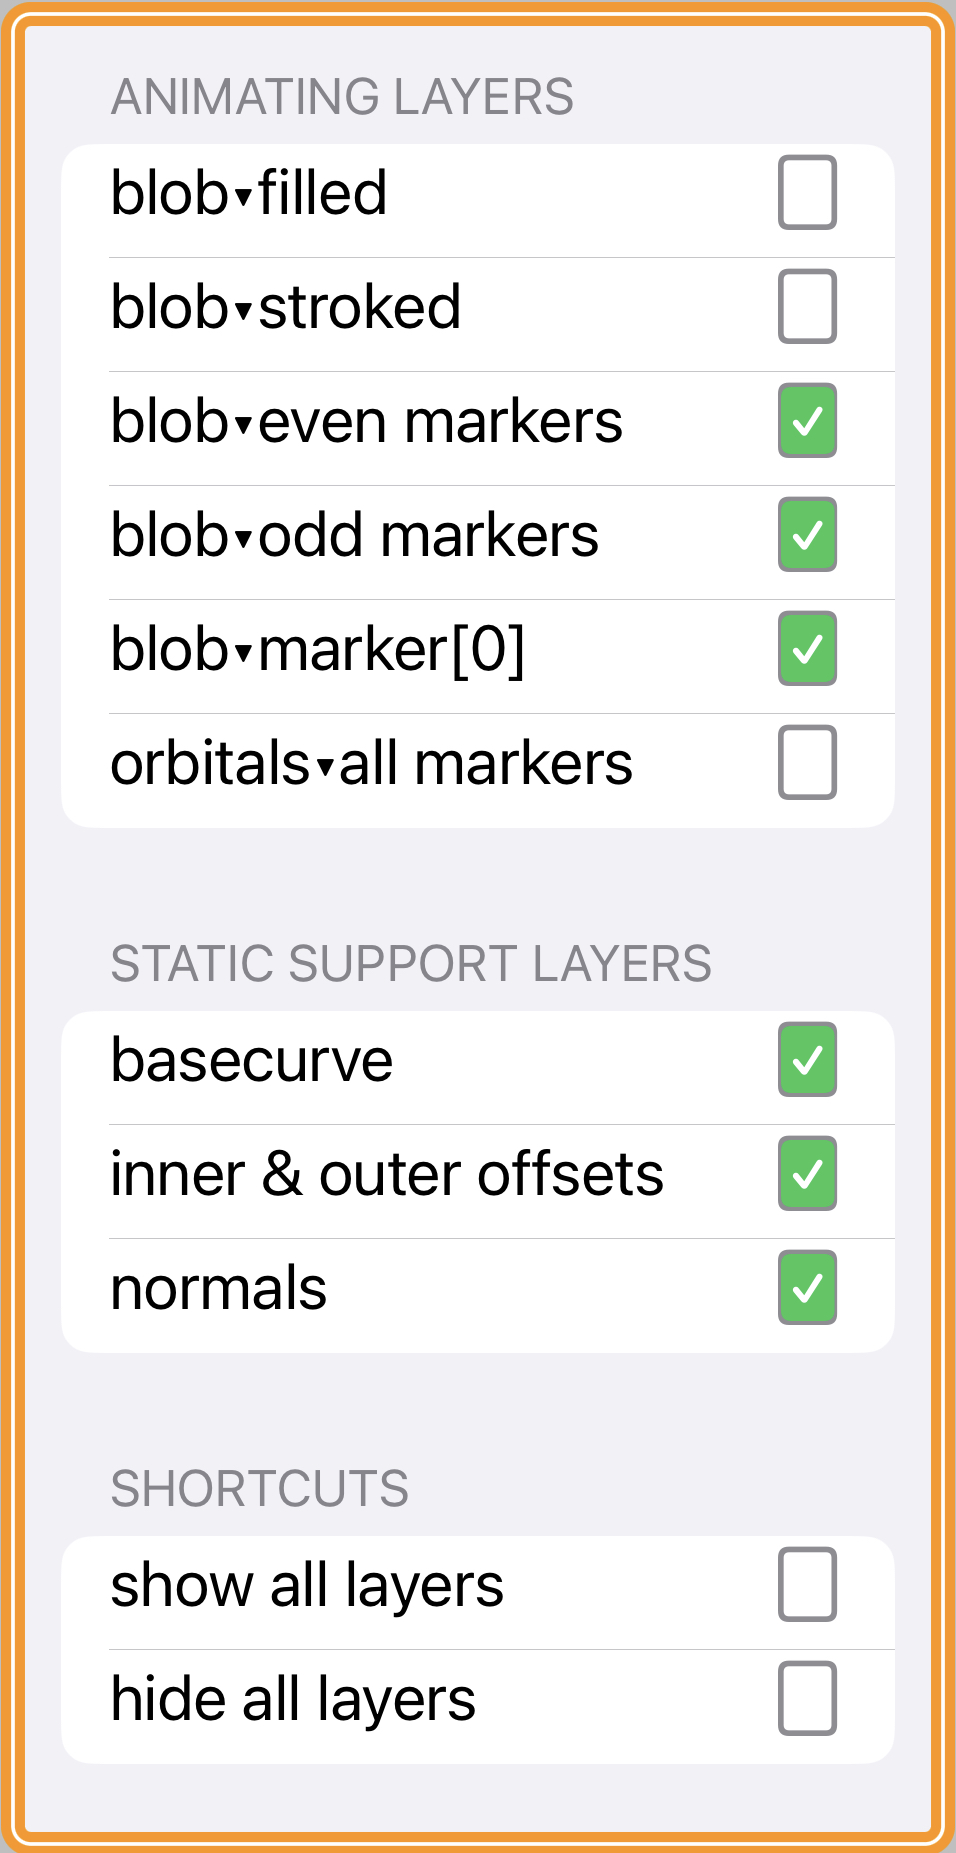 ANIMATING LAYERS
blob▾filled
blob▾stroked
blob▾even markers
blob▾odd markers
blob▾marker[0]
orbitals▾all markers
STATIC SUPPORT LAYERS
basecurve
inner & outer offsets
normals
SHORTCUTS
show all layers
hide all layers